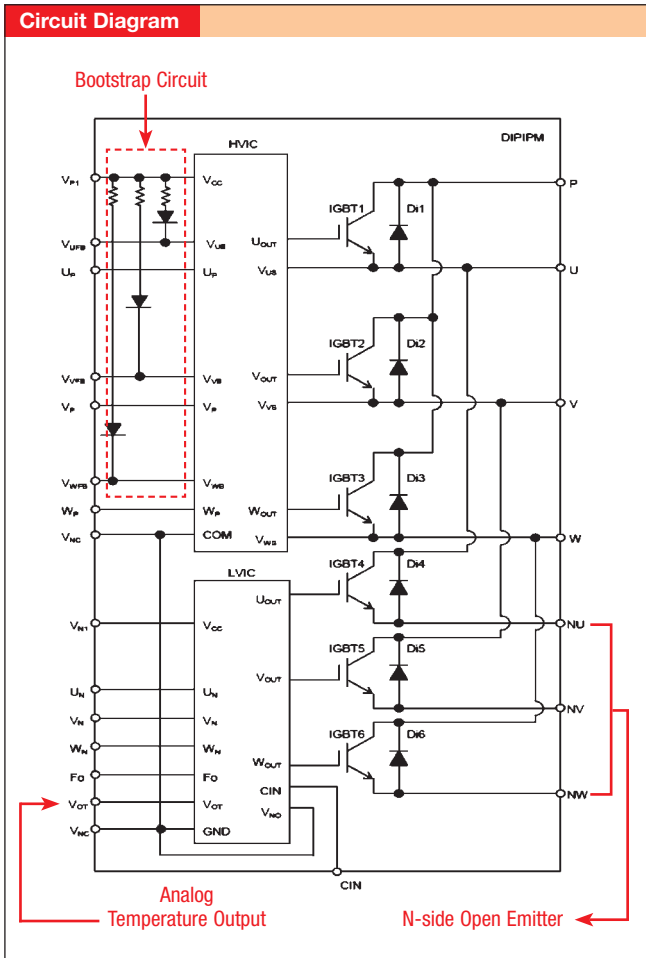 Circuit Diagram
Bootstrap Circuit
DIPIPM
HVIC
VP1
VCC
P
IGBT1
Di1
VUFB
VUB
UOUT
UP
UP
VUS
U
IGBT2
Di2
VVFB
VVB
VOUT
VP
VP
VVS
V
IGBT3
Di3
VWFB
VWB
WP
WP
WOUT
VNC
COM
VWS
W
LVIC
IGBT4
Di4
UOUT
VN1
VCC
NU
IGBT5
Di5
VOUT
UN
UN
NV
VN
VN
IGBT6
Di6
WN
WN
WOUT
Fo
Fo
CIN
VOT
VOT
NW
VNO
VNC
GND
CIN
Analog
Temperature Output
N-side Open Emitter